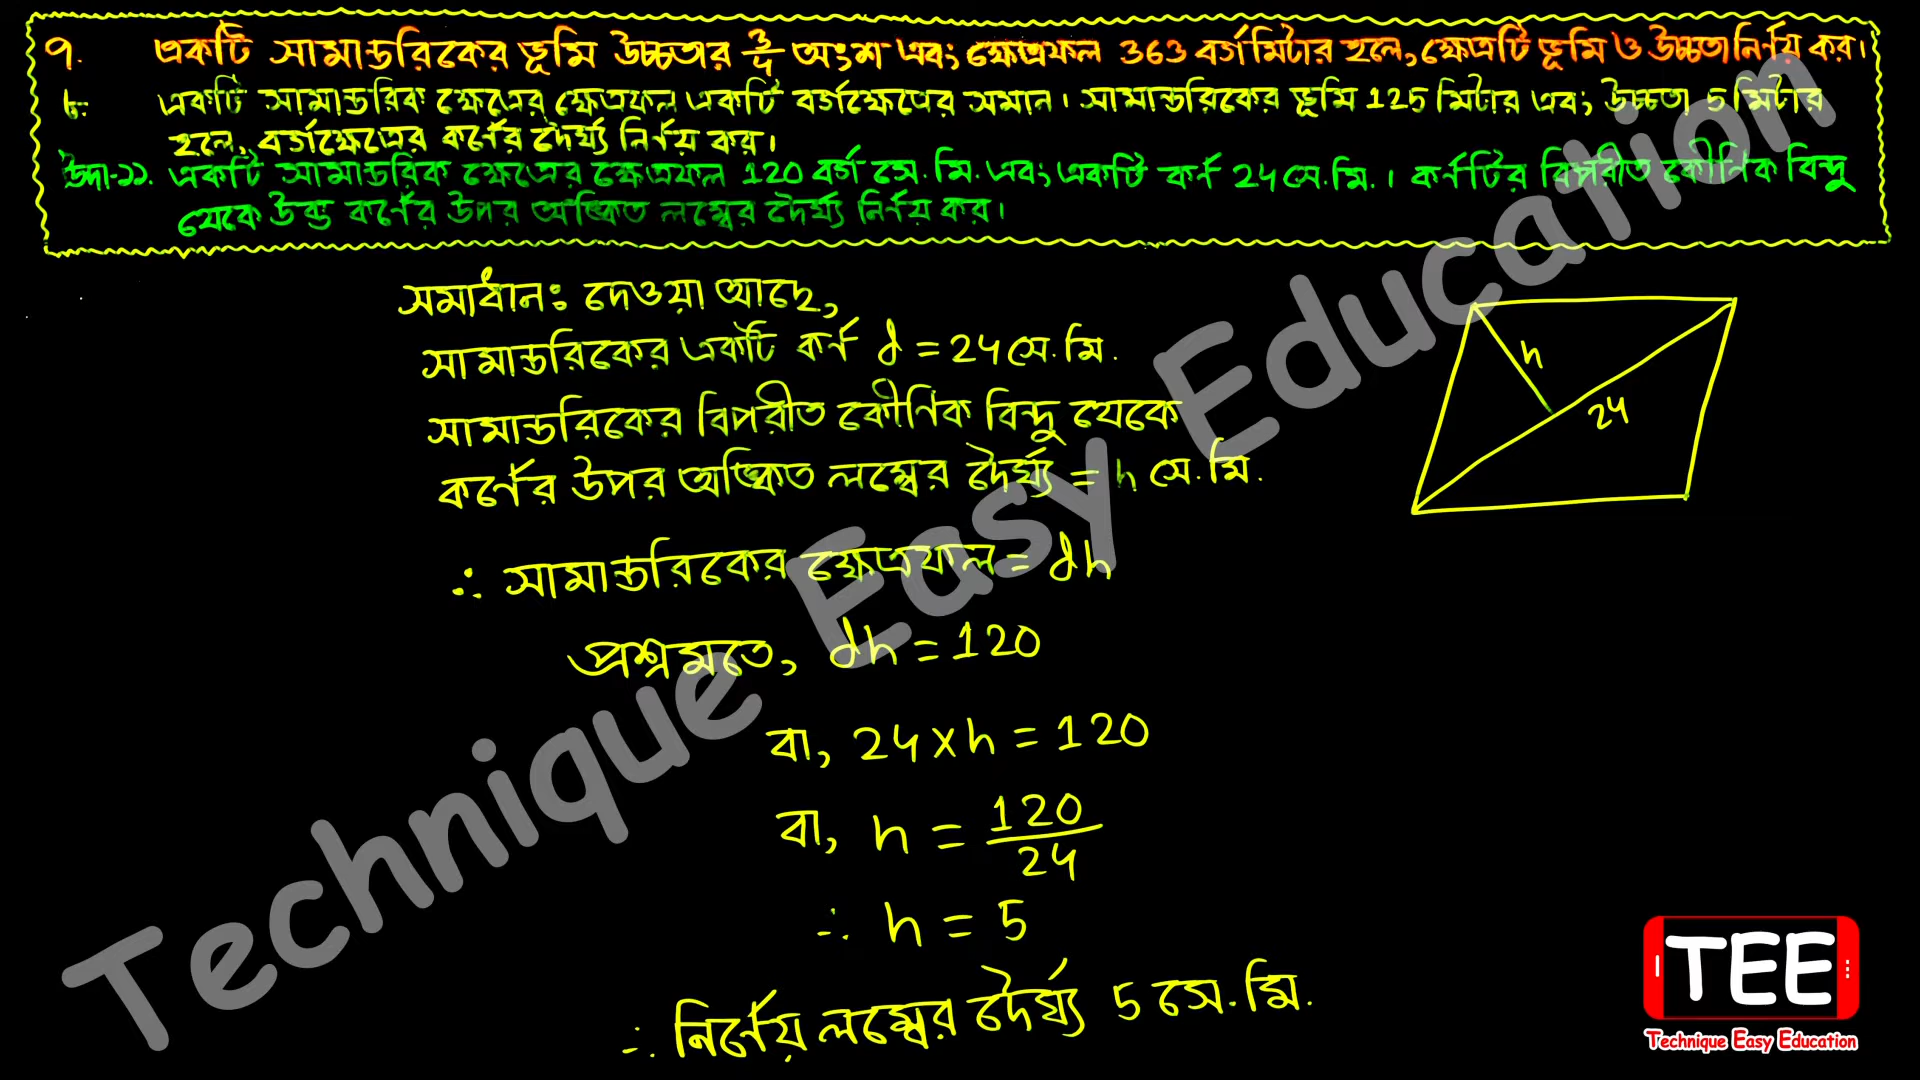 ৭. একটি সামান্তরিকের ভূমি উচ্চতার 3/4 অংশ এবং ক্ষেত্রফল 363 বর্গমিটার হলে, ক্ষেত্রটি ভূমি ও উচ্চতা নির্ণয় কর।
৮. একটি সামান্তরিক ক্ষেত্রের ক্ষেত্রফল একটি বর্গক্ষেত্রের সমান। সামান্তরিকের ভূমি 125 মিটার এবং উচ্চতা 5 মিটার
হলে, বর্গক্ষেত্রের কর্ণের দৈর্ঘ্য নির্ণয় কর।
উদা-১১. একটি সামান্তরিক ক্ষেত্রের ক্ষেত্রফল 120 বর্গ সে.মি. এবং একটি কর্ণ 24 সে.মি.। কর্ণটির বিপরীত কৌণিক বিন্দু
থেকে উক্ত কর্ণের উপর অঙ্কিত লম্বের দৈর্ঘ্য নির্ণয় কর।
সমাধান: দেওয়া আছে,
সামান্তরিকের একটি কর্ণ d = 24 সে.মি.
সামান্তরিকের বিপরীত কৌণিক বিন্দু থেকে
কর্ণের উপর অঙ্কিত লম্বের দৈর্ঘ্য = h সে.মি.
h
24
∴ সামান্তরিকের ক্ষেত্রফল = dh
প্রশ্নমতে, dh = 120
বা, 24 × h = 120
বা, h = 120/24
∴ h = 5
∴ নির্ণেয় লম্বের দৈর্ঘ্য 5 সে.মি.
Technique Easy Education
TEE
Technique Easy Education